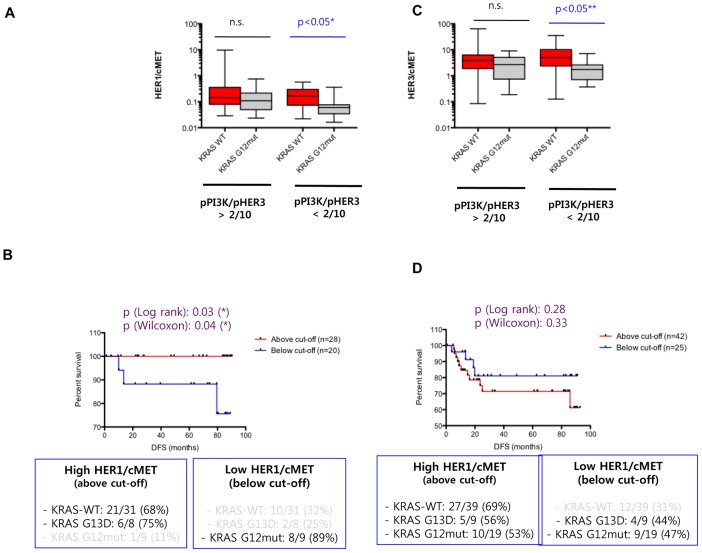 A
n.s.
p<0.05*
HER1/cMET
100
10
1
0.1
0.01
KRAS WT
KRAS G12mut
KRAS WT
KRAS G12mut
pPI3K/pHER3
> 2/10
pPI3K/pHER3
< 2/10
C
n.s.
p<0.05**
HER3/cMET
100
10
1
0.1
0.01
KRAS WT
KRAS G12mut
KRAS WT
KRAS G12mut
pPI3K/pHER3
> 2/10
pPI3K/pHER3
< 2/10
B
p (Log rank): 0.03 (*)
p (Wilcoxon): 0.04 (*)
Above cut-off (n=28)
Below cut-off (n=20)
Percent survival
110
100
90
80
70
0 20 40 60 80 100
DFS (months)
High HER1/cMET
(above cut-off)
- KRAS-WT: 21/31 (68%)
- KRAS G13D: 6/8 (75%)
- KRAS G12mut: 1/9 (11%)
Low HER1/cMET
(below cut-off)
- KRAS-WT: 10/31 (32%)
- KRAS G13D: 2/8 (25%)
- KRAS G12mut: 8/9 (89%)
D
p (Log rank): 0.28
p (Wilcoxon): 0.33
Above cut-off (n=42)
Below cut-off (n=25)
Percent survival
110
100
90
80
70
60
50
0 20 40 60 80 100
DFS (months)
High HER1/cMET
(above cut-off)
- KRAS-WT: 27/39 (69%)
- KRAS G13D: 5/9 (56%)
- KRAS G12mut: 10/19 (53%)
Low HER1/cMET
(below cut-off)
- KRAS-WT: 12/39 (31%)
- KRAS G13D: 4/9 (44%)
- KRAS G12mut: 9/19 (47%)